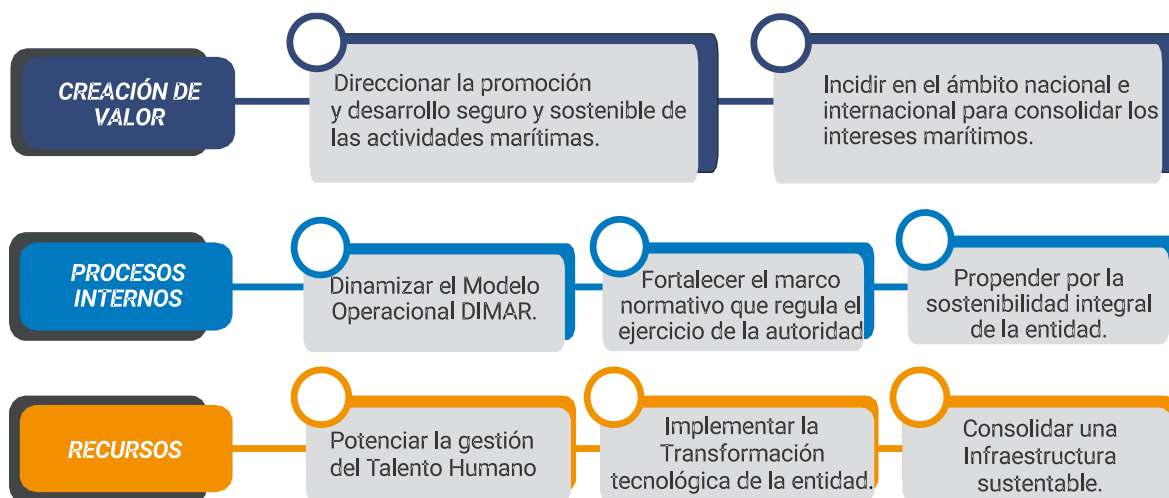 CREACIÓN DE
VALOR
Direccionar la promoción
y desarrollo seguro y sostenible de
las actividades marítimas.
Incidir en el ámbito nacional e
internacional para consolidar los
intereses marítimos.
PROCESOS
INTERNOS
Dinamizar el Modelo
Operacional DIMAR.
Fortalecer el marco
normativo que regula el
ejercicio de la autoridad
Propender por la
sostenibilidad integral
de la entidad.
RECURSOS
Potenciar la gestión
del Talento Humano
Implementar la
Transformación
tecnológica de la entidad.
Consolidar una
Infraestructura
sustentable.